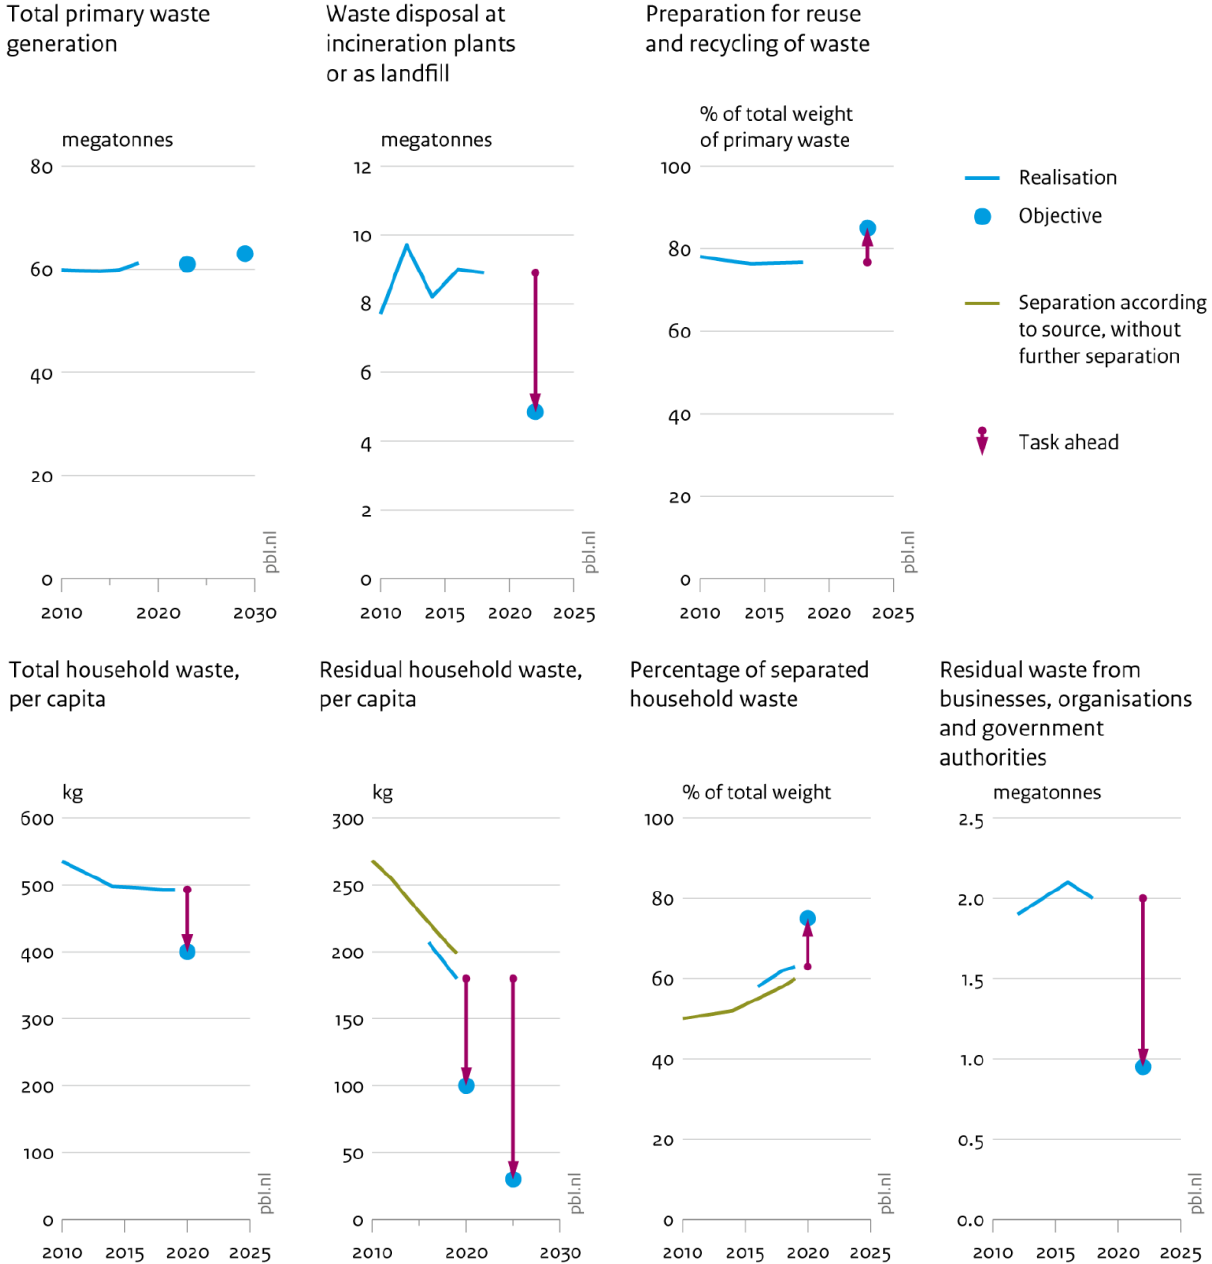 Total primary waste
generation
megatonnes
80
60
40
20
0
2010 2020 2030
pbl.nl
Waste disposal at
incineration plants
or as landfill
megatonnes
12
10
8
6
4
2
0
2010 2015 2020 2025
pbl.nl
Preparation for reuse
and recycling of waste
% of total weight
of primary waste
100
80
60
40
20
0
2010 2015 2020 2025
pbl.nl
Realisation
Objective
Separation according
to source, without
further separation
Task ahead
Total household waste,
per capita
kg
600
500
400
300
200
100
0
2010 2015 2020 2025
pbl.nl
Residual household waste,
per capita
kg
300
250
200
150
100
50
0
2010 2020 2030
pbl.nl
Percentage of separated
household waste
% of total weight
100
80
60
40
20
0
2010 2015 2020 2025
pbl.nl
Residual waste from
businesses, organisations
and government
authorities
megatonnes
2.5
2.0
1.5
1.0
0.5
0.0
2010 2015 2020 2025
pbl.nl